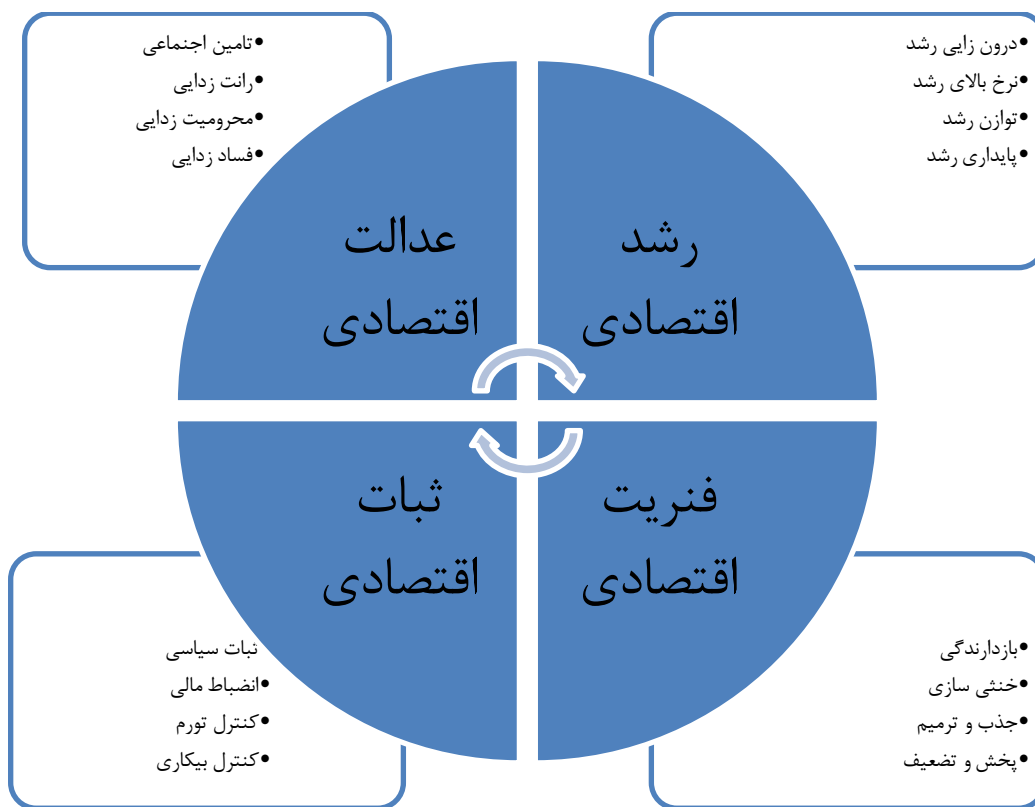 •درون زایی رشد
•نرخ بالای رشد
•توازن رشد
•پایداری رشد
•تامین اجتماعی
•رانت زدایی
•محرومیت زدایی
•فساد زدایی
رشد
اقتصادی
عدالت
اقتصادی
فنریت
اقتصادی
ثبات
اقتصادی
•بازدارندگی
•خنثی سازی
•جذب و ترمیم
•پخش و تضعیف
ثبات سیاسی
•انضباط مالی
•کنترل تورم
•کنترل بیکاری